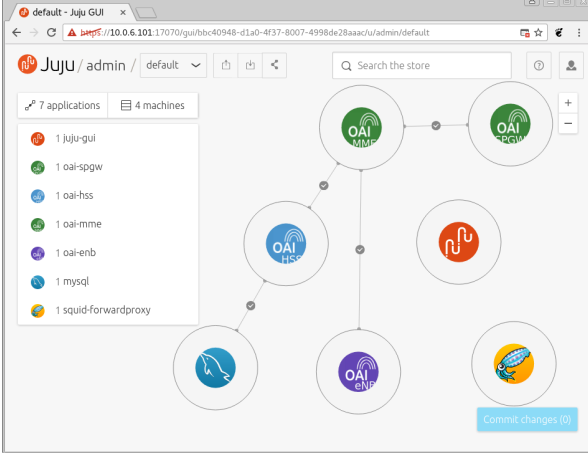 default - Juju GUI
https://10.0.6.101:17070/gui/bbc40948-d1a0-4f37-8007-4998de28aaac/u/admin/default
Juju / admin / default
Search the store
7 applications 4 machines
1 juju-gui
1 oai-spgw
1 oai-hss
1 oai-mme
1 oai-enb
1 mysql
1 squid-forwardproxy
OAI
MME
OAI
SPGW
OAI
HSS
OAI
eNB
Commit changes (0)